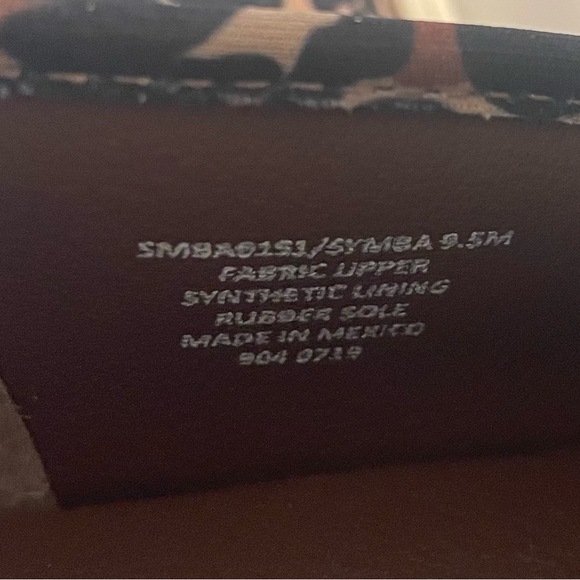 SMBA01S1/SYMBA 9.5M
FABRIC UPPER
SYNTHETIC LINING
RUBBER SOLE
MADE IN MEXICO
904 0719